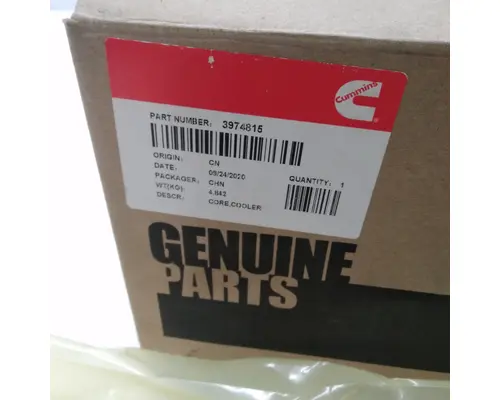 Cummins
PART NUMBER: 3974815
ORIGIN: CN
DATE: 09/24/2020
PACKAGER: CHN
QUANTITY: 1
WT(KG): 4.842
DESCR: CORE,COOLER
GENUINE
PARTS